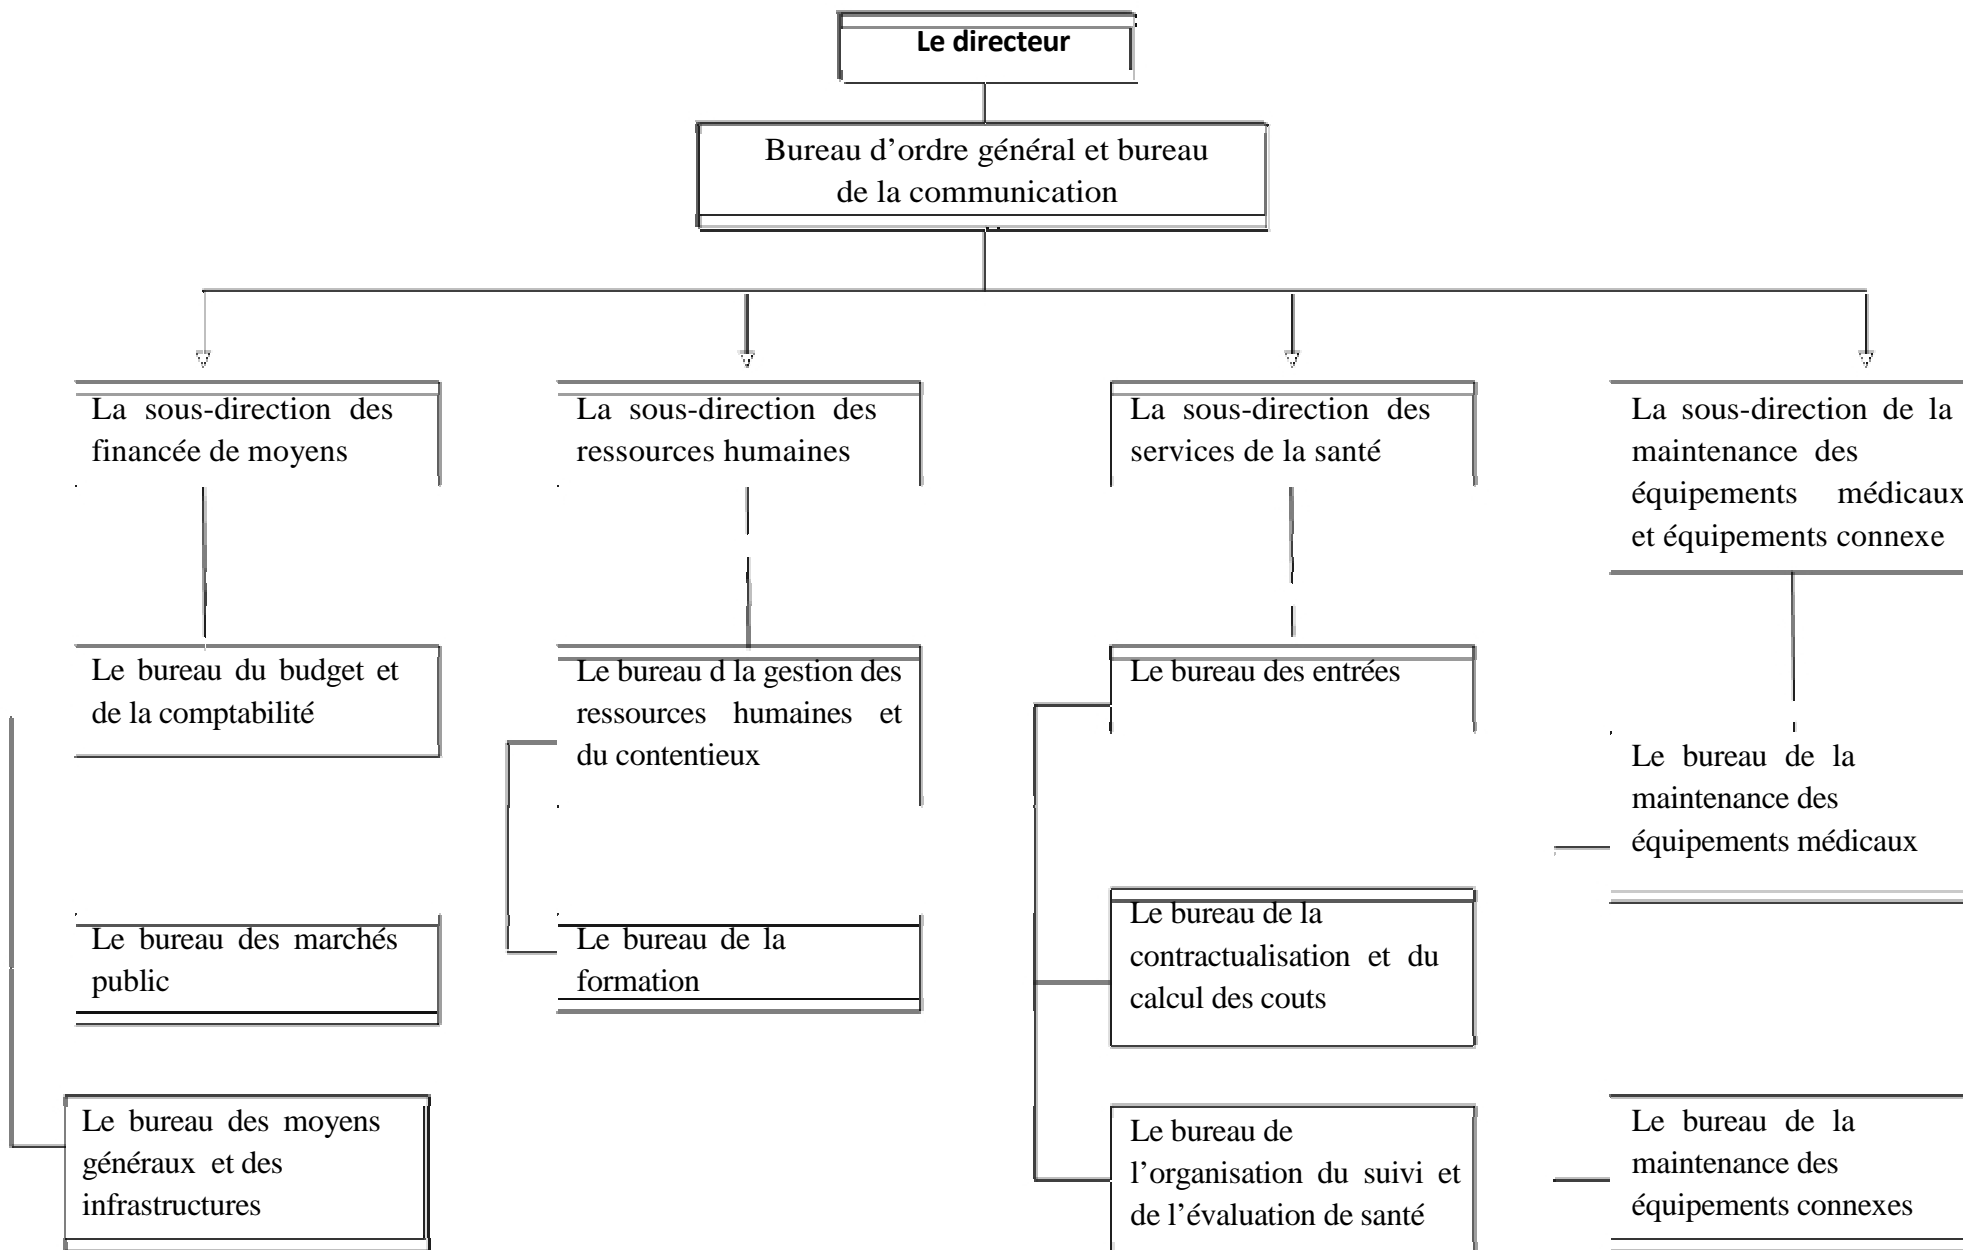 Le directeur
Bureau d’ordre général et bureau
de la communication
La sous-direction des
financée de moyens
La sous-direction des
ressources humaines
La sous-direction des
services de la santé
La sous-direction de la
maintenance des
équipements médicaux
et équipements connexe
Le bureau du budget et
de la comptabilité
Le bureau d la gestion des
ressources humaines et
du contentieux
Le bureau des entrées
Le bureau de la
maintenance des
équipements médicaux
Le bureau des marchés
public
Le bureau de la
formation
Le bureau de la
contractualisation et du
calcul des couts
Le bureau des moyens
généraux et des
infrastructures
Le bureau de
l’organisation du suivi et
de l’évaluation de santé
Le bureau de la
maintenance des
équipements connexes